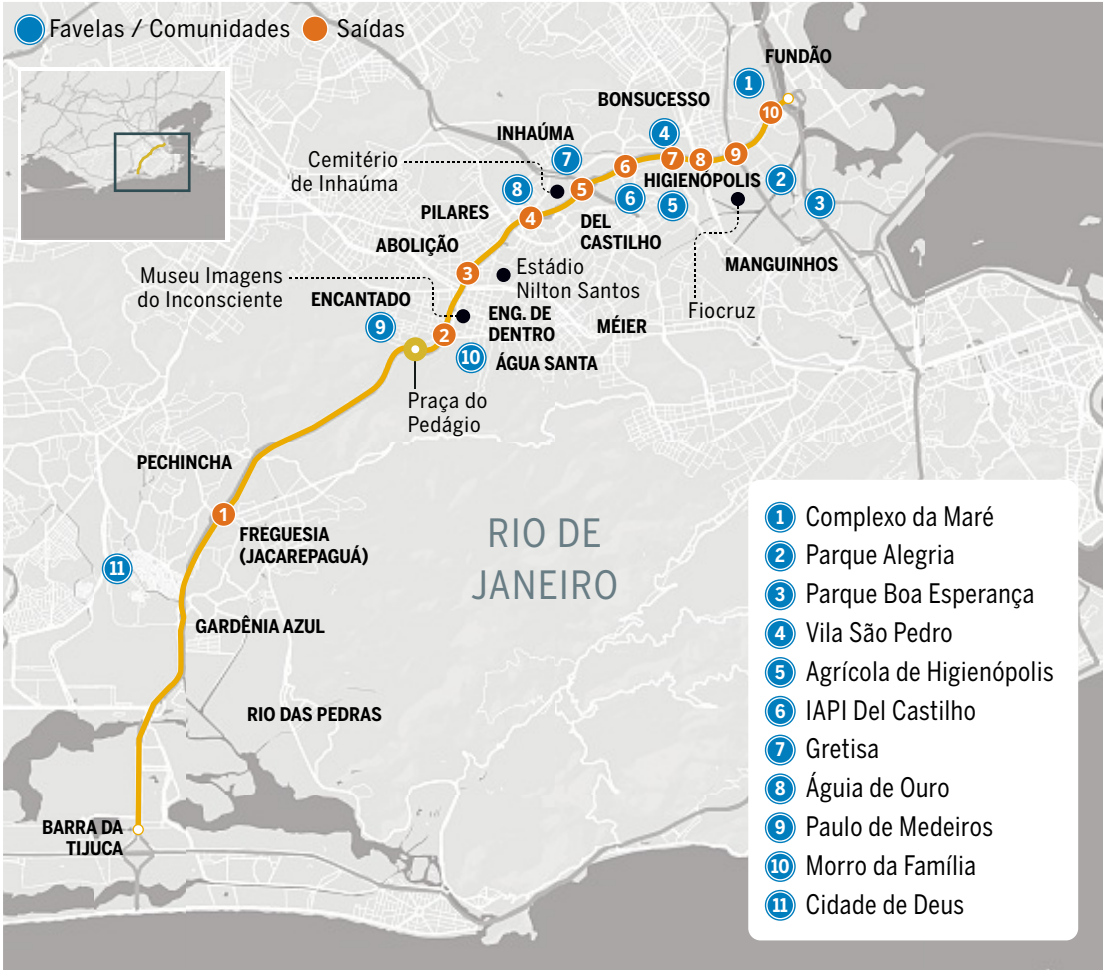 Favelas / Comunidades
Saídas
FUNDÃO
1
10
BONSUCESSO
4
INHAÚMA
7
Cemitério
de Inhaúma
6
7
8
9
HIGIENÓPOLIS
2
8
5
6
5
3
PILARES
4
DEL
CASTILHO
ABOLIÇÃO
MANGUINHOS
3
Estádio
Nilton Santos
Museu Imagens
do Inconsciente
ENCANTADO
Fiocruz
9
ENG. DE
DENTRO
MÉIER
2
10
ÁGUA SANTA
Praça do
Pedágio
PECHINCHA
1
FREGUESIA
(JACAREPAGUÁ)
RIO DE
JANEIRO
11
GARDÊNIA AZUL
RIO DAS PEDRAS
BARRA DA
TIJUCA
1 Complexo da Maré
2 Parque Alegria
3 Parque Boa Esperança
4 Vila São Pedro
5 Agrícola de Higienópolis
6 IAPI Del Castilho
7 Gretisa
8 Águia de Ouro
9 Paulo de Medeiros
10 Morro da Família
11 Cidade de Deus